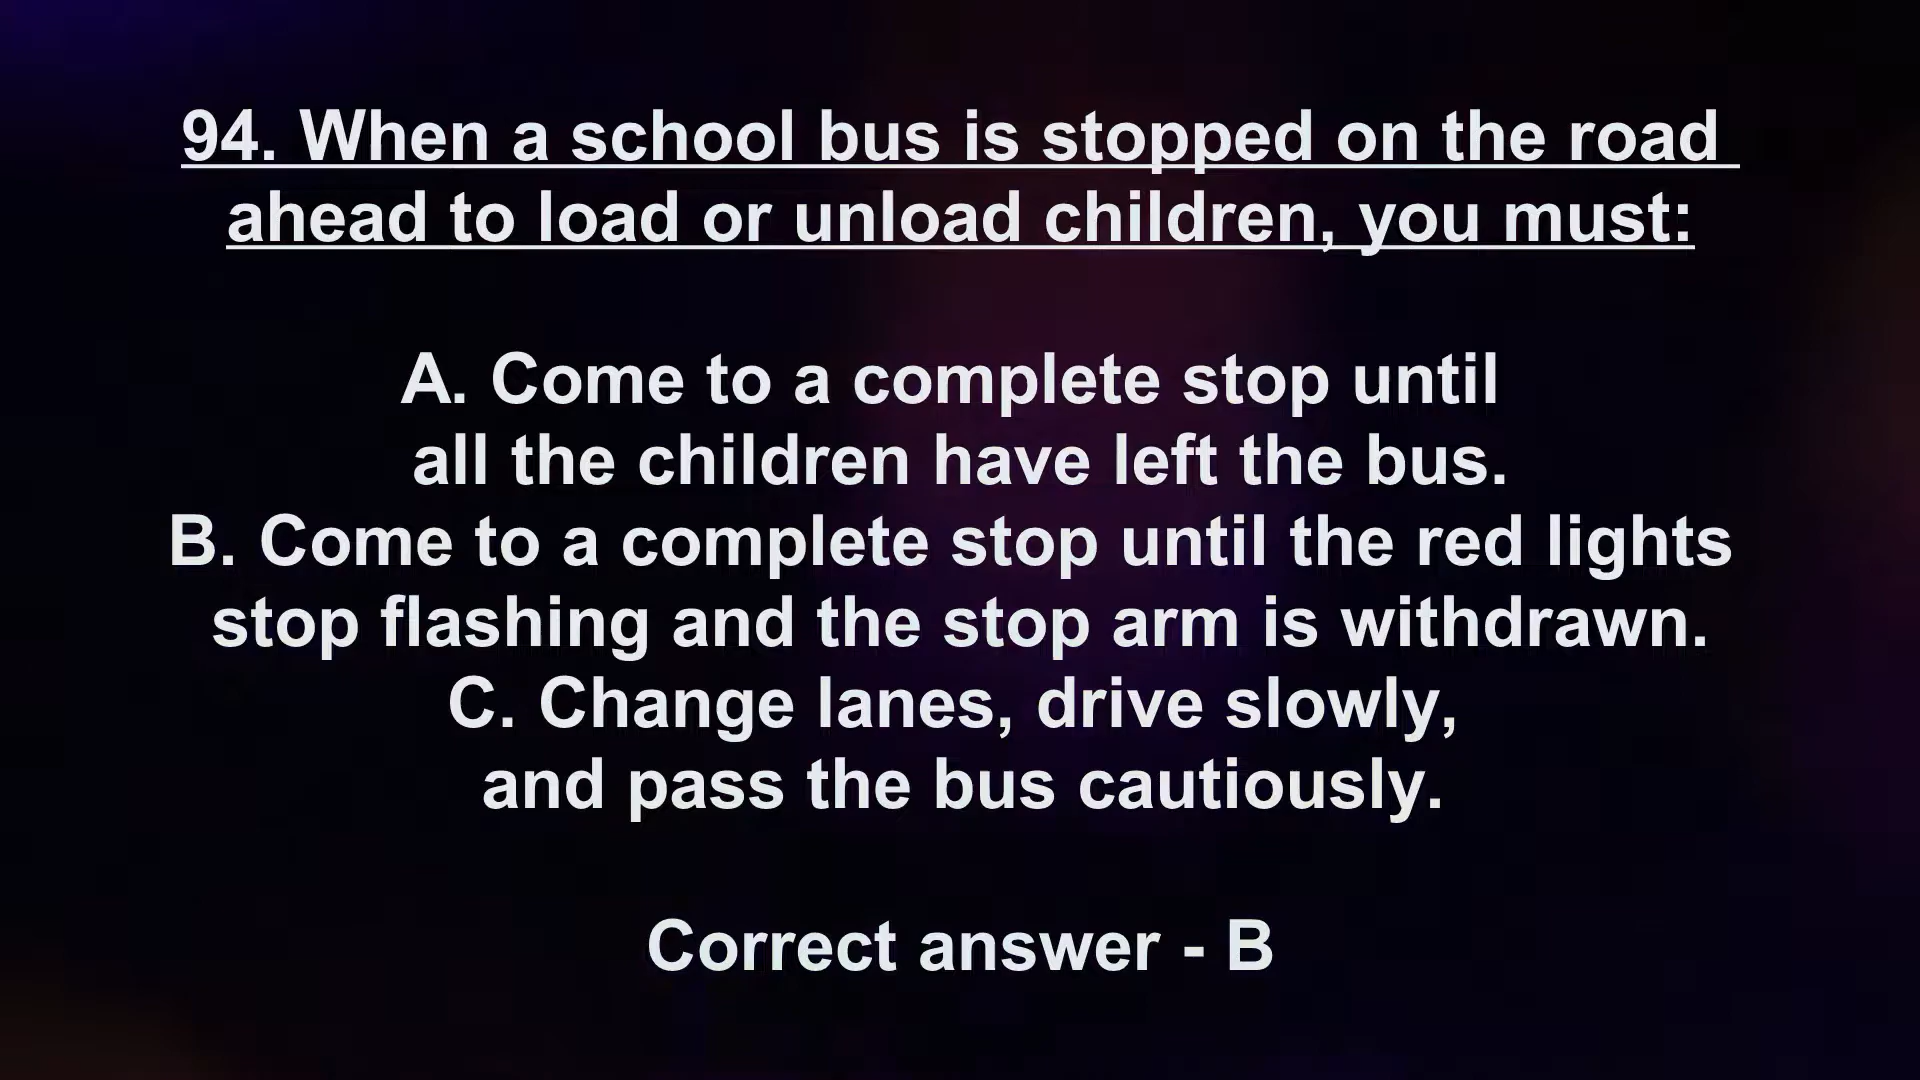 94. When a school bus is stopped on the road
ahead to load or unload children, you must:
A. Come to a complete stop until
all the children have left the bus.
B. Come to a complete stop until the red lights
stop flashing and the stop arm is withdrawn.
C. Change lanes, drive slowly,
and pass the bus cautiously.
Correct answer - B